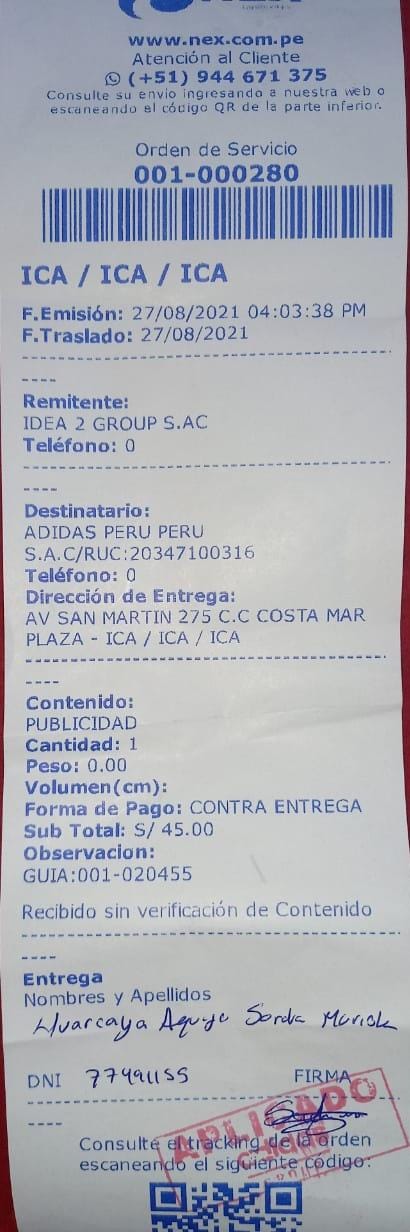 www.nex.com.pe
Atención al Cliente
(+51) 944 671 375
Consulte su envio ingresando a nuestra web o
escaneando el código QR de la parte inferior.
Orden de Servicio
001-000280
ICA / ICA / ICA
F.Emisión: 27/08/2021 04:03:38 PM
F.Traslado: 27/08/2021
----
Remitente:
IDEA 2 GROUP S.AC
Teléfono: 0
----
Destinatario:
ADIDAS PERU PERU
S.A.C/RUC:20347100316
Teléfono: 0
Dirección de Entrega:
AV SAN MARTIN 275 C.C COSTA MAR
PLAZA - ICA / ICA / ICA
----
Contenido:
PUBLICIDAD
Cantidad: 1
Peso: 0.00
Volumen(cm):
Forma de Pago: CONTRA ENTREGA
Sub Total: S/ 45.00
Observacion:
GUIA:001-020455
Recibido sin verificación de Contenido
----
Entrega
Nombres y Apellidos
Huarcaya
DNI 77491155
FIRMA
----
APLICADO
Consulte el tracking de la orden
escaneando el siguiente código: